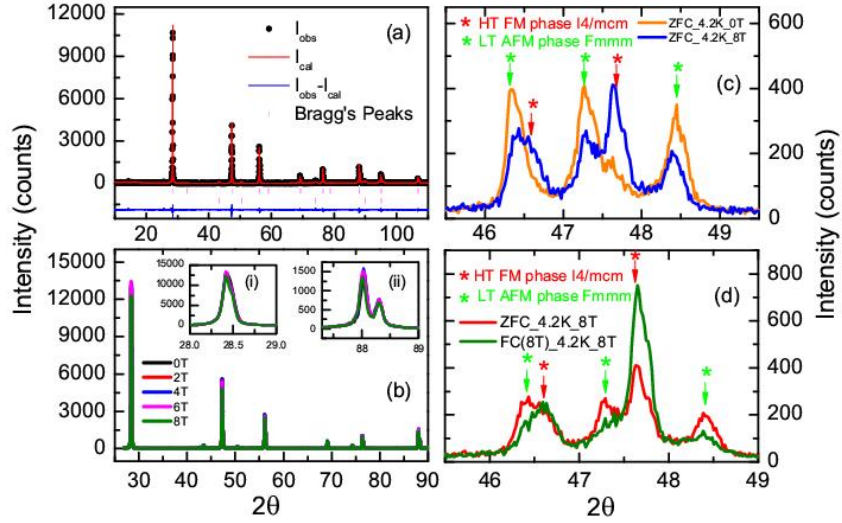 12000
9000
6000
3000
0
20 40 60 80 100
(a)
I_obs
I_cal
I_obs-I_cal
Bragg's Peaks
Intensity (counts)
15000
12000
9000
6000
3000
0
30 40 50 60 70 80 90
2θ
(b)
0T
2T
4T
6T
8T
(i)
15000
10000
5000
0
28.0 28.5 29.0
(ii)
1500
1000
500
0
88 89
* HT FM phase I4/mcm
* LT AFM phase Fmmm
ZFC_4.2K_0T
ZFC_4.2K_8T
(c)
600
400
200
0
46 47 48 49
Intensity (counts)
* HT FM phase I4/mcm
* LT AFM phase Fmmm
ZFC_4.2K_8T
FC(8T)_4.2K_8T
(d)
800
600
400
200
0
46 47 48 49
2θ